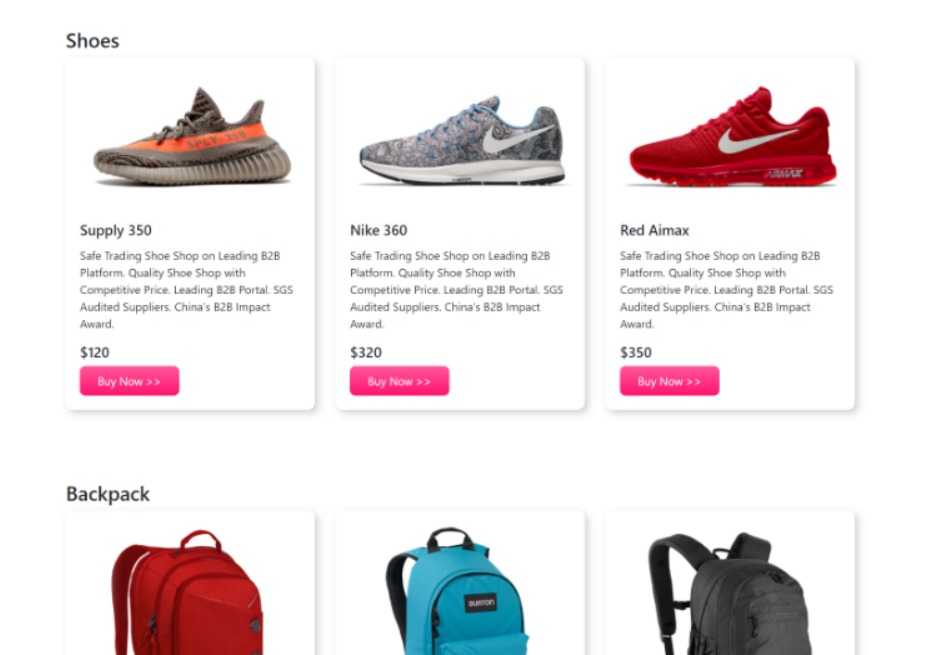 Shoes
SPLY 350
AIRMAX
Supply 350
Nike 360
Red Aimax
Safe Trading Shoe Shop on Leading B2B
Platform. Quality Shoe Shop with
Competitive Price. Leading B2B Portal. SGS
Audited Suppliers. China's B2B Impact
Award.
Safe Trading Shoe Shop on Leading B2B
Platform. Quality Shoe Shop with
Competitive Price. Leading B2B Portal. SGS
Audited Suppliers. China's B2B Impact
Award.
Safe Trading Shoe Shop on Leading B2B
Platform. Quality Shoe Shop with
Competitive Price. Leading B2B Portal. SGS
Audited Suppliers. China's B2B Impact
Award.
$120
$320
$350
Buy Now >>
Buy Now >>
Buy Now >>
Backpack
BURTON